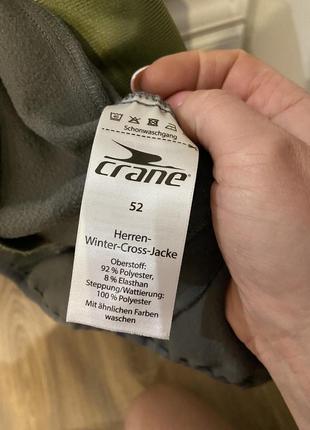 Schonwaschgang
crane
52
Herren-
Winter-Cross-Jacke
Oberstoff:
92 % Polyester,
8 % Elasthan
Steppung/Wattierung:
100 % Polyester
Mit ähnlichen Farben
waschen